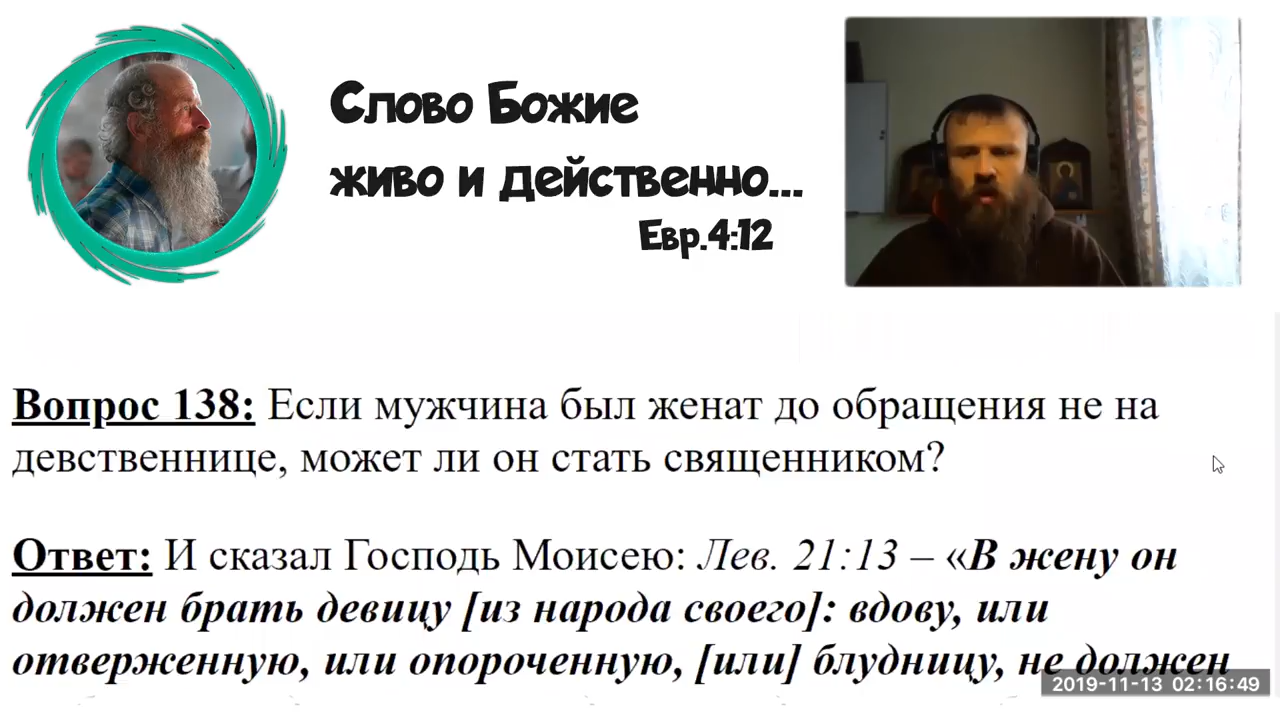 Слово Божие
живо и действенно...
Евр.4:12
Вопрос 138: Если мужчина был женат до обращения не на
девственнице, может ли он стать священником?
Ответ: И сказал Господь Моисею: Лев. 21:13 – «В жену он
должен брать девицу [из народа своего]: вдову, или
отверженную, или опороченную, [или] блудницу, не должен
2019-11-13 02:16:49